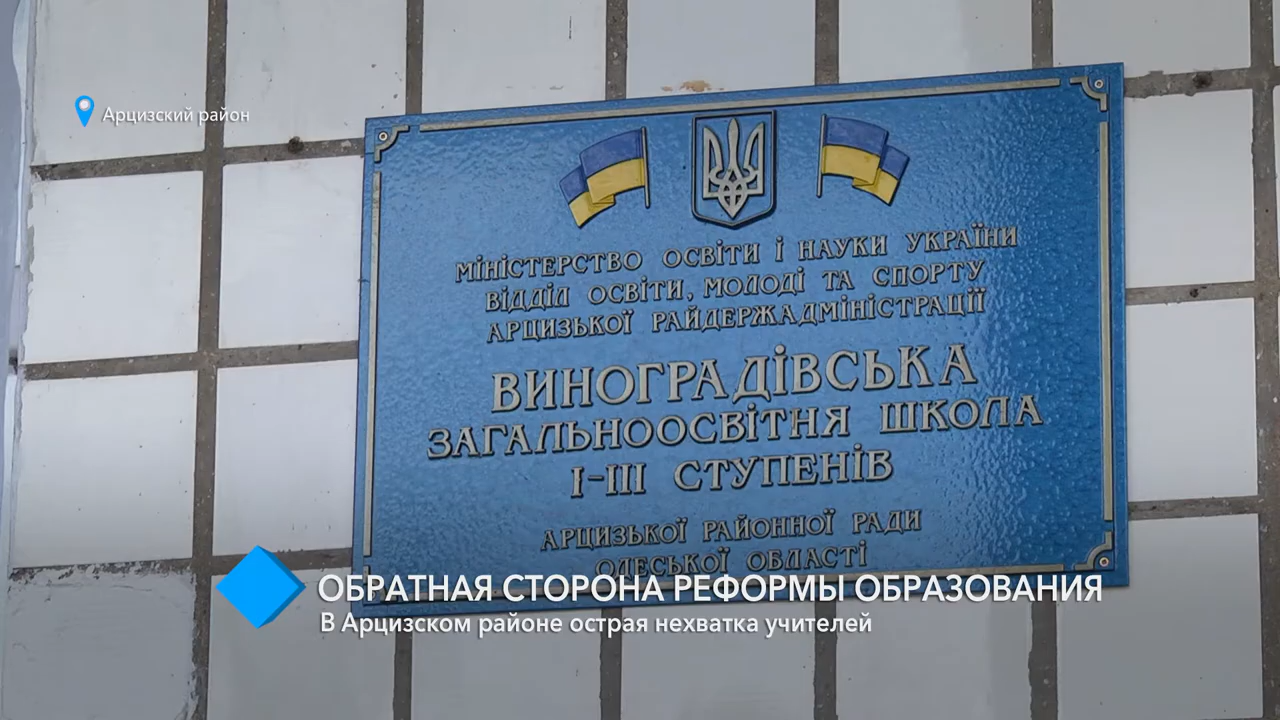 Арцизский район
МІНІСТЕРСТВО ОСВІТИ І НАУКИ УКРАЇНИ
ВІДДІЛ ОСВІТИ, МОЛОДІ ТА СПОРТУ
АРЦИЗЬКОЇ РАЙДЕРЖАДМІНІСТРАЦІЇ
ВИНОГРАДІВСЬКА
ЗАГАЛЬНООСВІТНЯ ШКОЛА
І-ІІІ СТУПЕНІВ
АРЦИЗЬКОЇ РАЙОННОЇ РАДИ
ОДЕСЬКОЇ ОБЛАСТІ
ОБРАТНАЯ СТОРОНА РЕФОРМЫ ОБРАЗОВАНИЯ
В Арцизском районе острая нехватка учителей